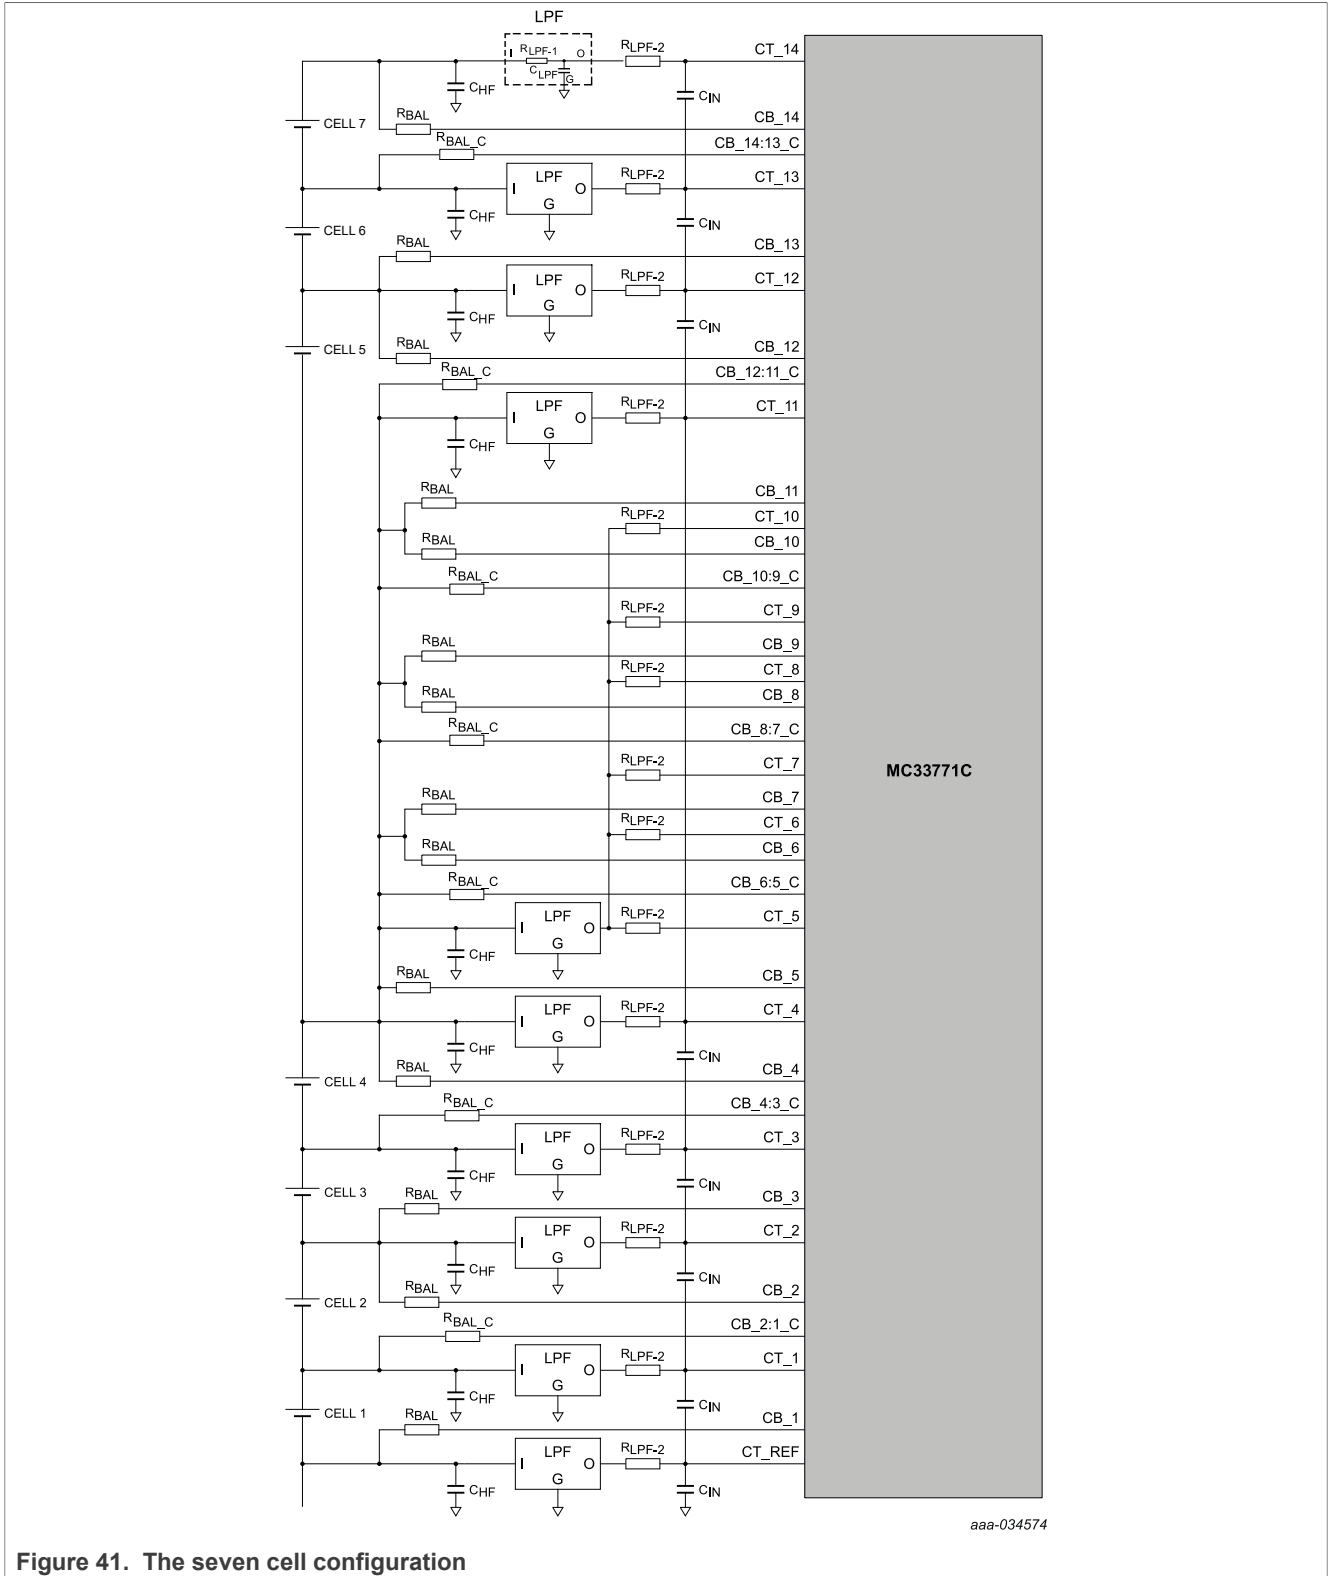 LPF
I RLPF-1 O
RLPF-2
CT_14
CLPF
G
CHF
CIN
CELL 7
RBAL
CB_14
RBAL_C
CB_14:13_C
I LPF O
G
RLPF-2
CT_13
CHF
CIN
CELL 6
RBAL
CB_13
I LPF O
G
RLPF-2
CT_12
CHF
CIN
CELL 5
RBAL
CB_12
RBAL_C
CB_12:11_C
I LPF O
G
RLPF-2
CT_11
CHF
RBAL
CB_11
RLPF-2
CT_10
RBAL
CB_10
RBAL_C
CB_10:9_C
RLPF-2
CT_9
RBAL
CB_9
RLPF-2
CT_8
RBAL
CB_8
RBAL_C
CB_8:7_C
RLPF-2
CT_7
MC33771C
RBAL
CB_7
RLPF-2
CT_6
RBAL
CB_6
RBAL_C
CB_6:5_C
I LPF O
G
RLPF-2
CT_5
CHF
RBAL
CB_5
I LPF O
G
RLPF-2
CT_4
CHF
CIN
CELL 4
RBAL
CB_4
RBAL_C
CB_4:3_C
I LPF O
G
RLPF-2
CT_3
CHF
CIN
CELL 3
RBAL
CB_3
I LPF O
G
RLPF-2
CT_2
CHF
CIN
CELL 2
RBAL
CB_2
RBAL_C
CB_2:1_C
I LPF O
G
RLPF-2
CT_1
CHF
CIN
CELL 1
RBAL
CB_1
I LPF O
G
RLPF-2
CT_REF
CHF
CIN
aaa-034574
Figure 41. The seven cell configuration